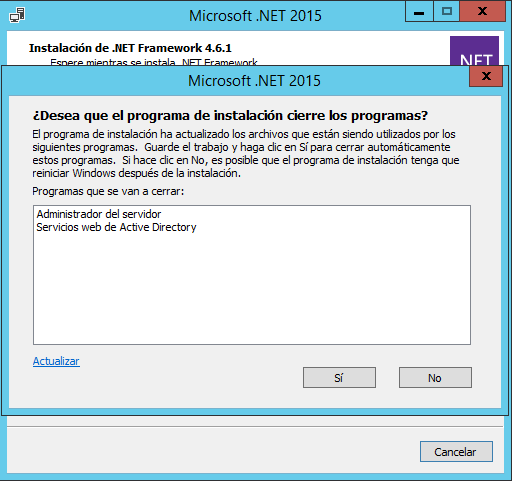 Microsoft .NET 2015
Instalación de .NET Framework 4.6.1
Espere mientras se instala .NET Framework
.NET
Microsoft .NET 2015
¿Desea que el programa de instalación cierre los programas?
El programa de instalación ha actualizado los archivos que están siendo utilizados por los
siguientes programas. Guarde el trabajo y haga clic en Sí para cerrar automáticamente
estos programas. Si hace clic en No, es posible que el programa de instalación tenga que
reiniciar Windows después de la instalación.
Programas que se van a cerrar:
Administrador del servidor
Servicios web de Active Directory
Actualizar
Sí
No
Cancelar